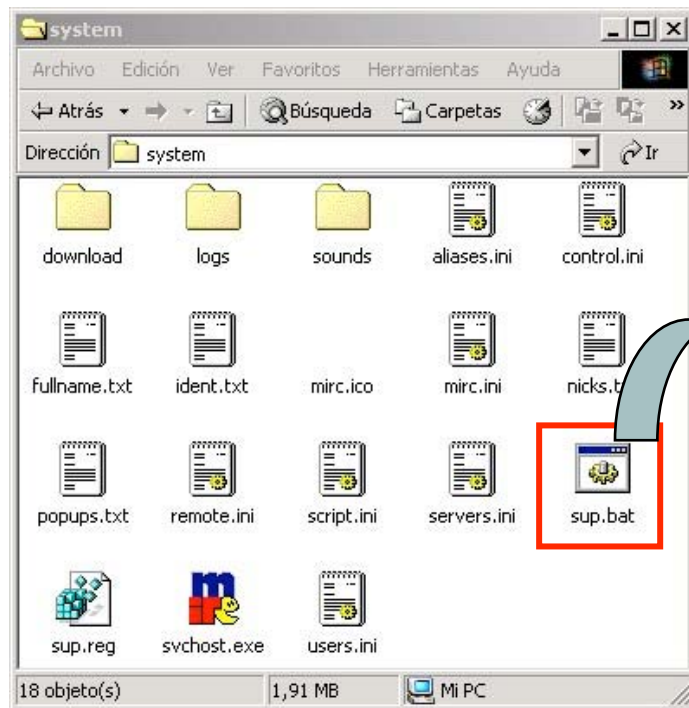 system
Archivo Edición Ver Favoritos Herramientas Ayuda
Atrás Búsqueda Carpetas »
Dirección system Ir
download logs sounds aliases.ini control.ini
fullname.txt ident.txt mirc.ico mirc.ini
popups.txt remote.ini script.ini servers.ini sup.bat
sup.reg svchost.exe users.ini
18 objeto(s) 1,91 MB Mi PC